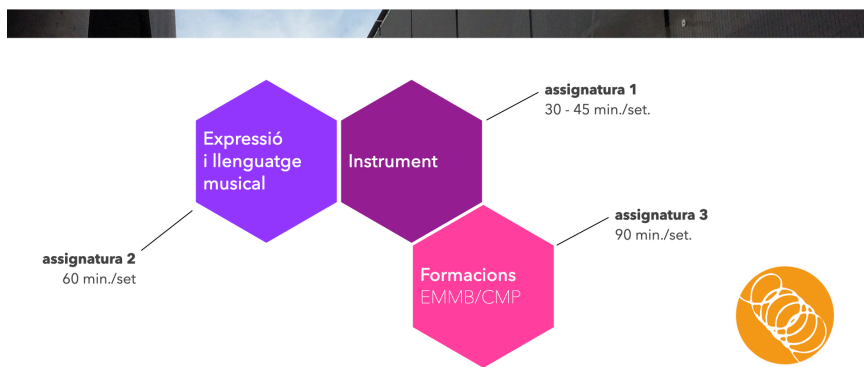 assignatura 1
30 - 45 min./set.
Expressió
i llenguatge
musical
Instrument
assignatura 3
90 min./set.
assignatura 2
60 min./set
Formacions
EMMB/CMP